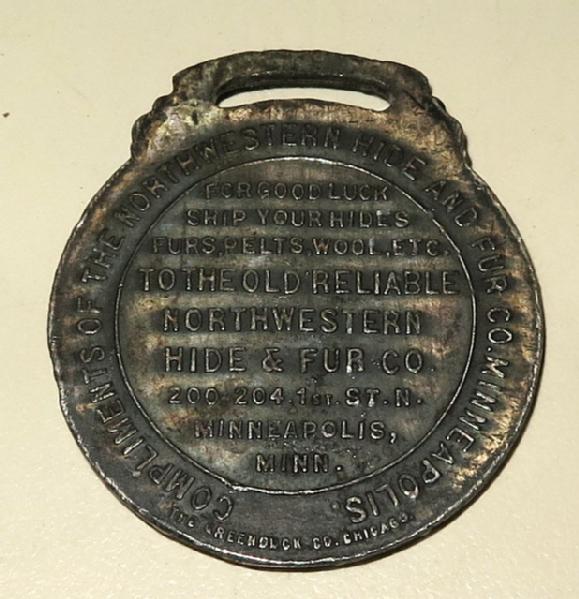 COMPLIMENTS OF THE NORTHWESTERN HIDE AND FUR CO. MINNEAPOLIS.
FOR GOOD LUCK
SHIP YOUR HIDES
FURS, PELTS, WOOL, ETC.
TO THE OLD RELIABLE
NORTHWESTERN
HIDE & FUR CO.
200-204.1ST. ST. N.
MINNEAPOLIS,
MINN.
THE GREENDUCK CO. CHICAGO.